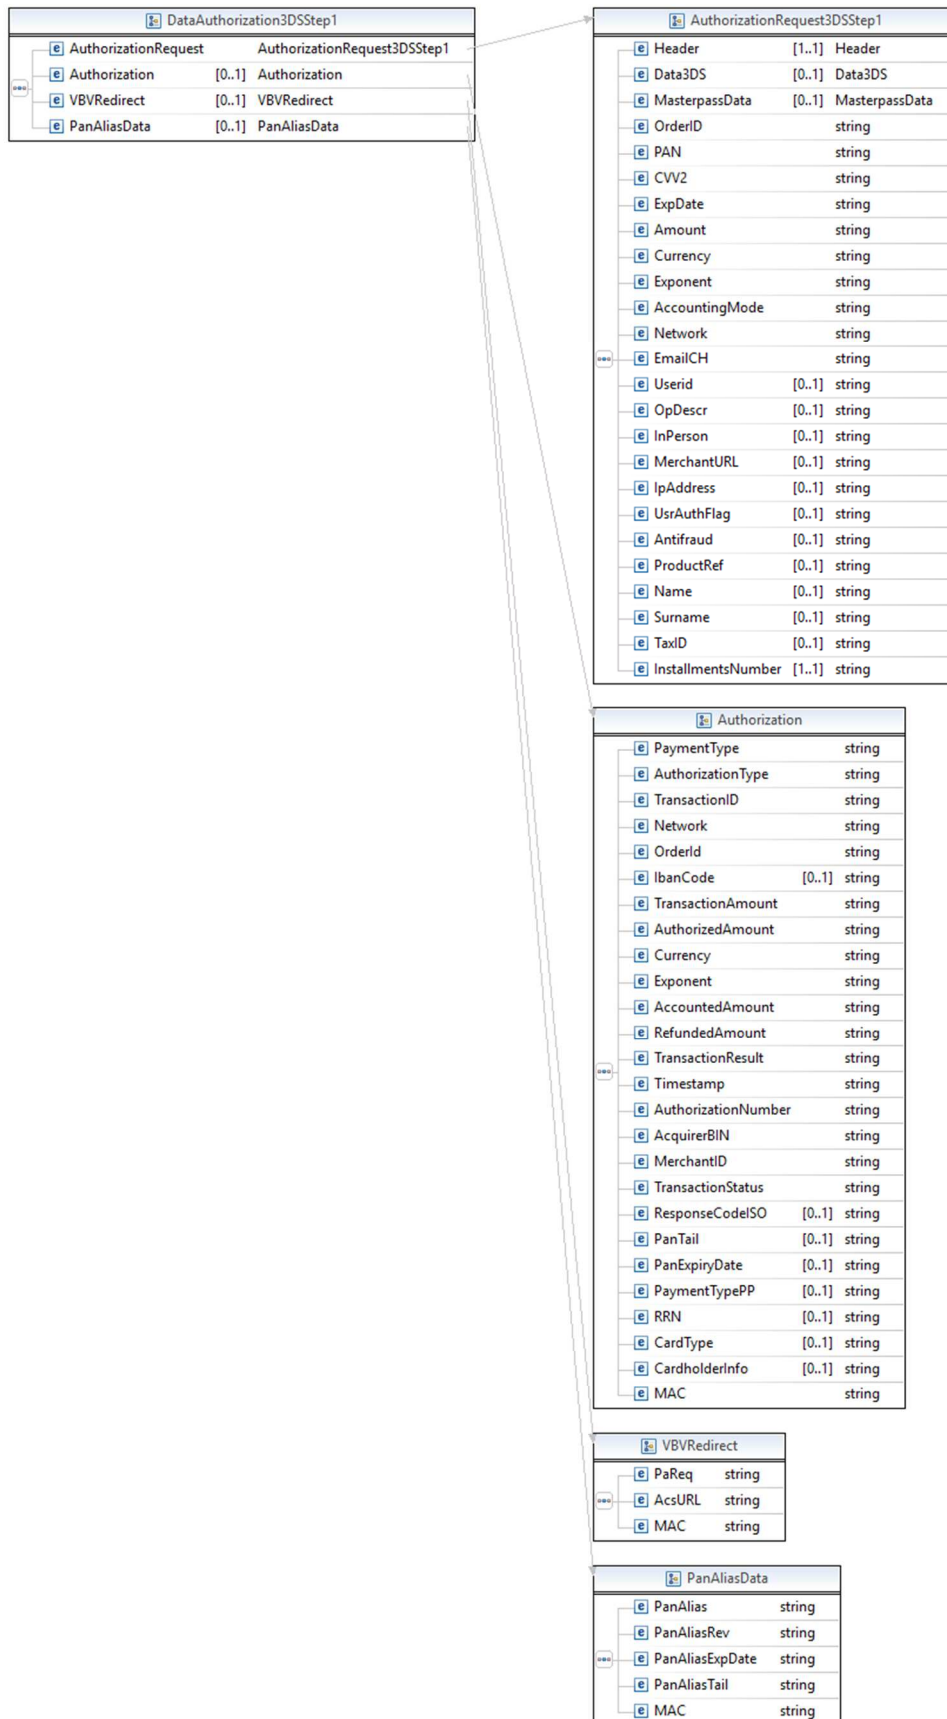 DataAuthorization3DSStep1
e AuthorizationRequest AuthorizationRequest3DSStep1
e Authorization [0..1] Authorization
e VBVRedirect [0..1] VBVRedirect
e PanAliasData [0..1] PanAliasData
AuthorizationRequest3DSStep1
e Header [1..1] Header
e Data3DS [0..1] Data3DS
e MasterpassData [0..1] MasterpassData
e OrderID string
e PAN string
e CVV2 string
e ExpDate string
e Amount string
e Currency string
e Exponent string
e AccountingMode string
e Network string
e EmailCH string
e Userid [0..1] string
e OpDescr [0..1] string
e InPerson [0..1] string
e MerchantURL [0..1] string
e IpAddress [0..1] string
e UsrAuthFlag [0..1] string
e Antifraud [0..1] string
e ProductRef [0..1] string
e Name [0..1] string
e Surname [0..1] string
e TaxID [0..1] string
e InstallmentsNumber [1..1] string
Authorization
e PaymentType string
e AuthorizationType string
e TransactionID string
e Network string
e OrderId string
e IbanCode [0..1] string
e TransactionAmount string
e AuthorizedAmount string
e Currency string
e Exponent string
e AccountedAmount string
e RefundedAmount string
e TransactionResult string
e Timestamp string
e AuthorizationNumber string
e AcquirerBIN string
e MerchantID string
e TransactionStatus string
e ResponseCodeISO [0..1] string
e PanTail [0..1] string
e PanExpiryDate [0..1] string
e PaymentTypePP [0..1] string
e RRN [0..1] string
e CardType [0..1] string
e CardholderInfo [0..1] string
e MAC string
VBVRedirect
e PaReq string
e AcsURL string
e MAC string
PanAliasData
e PanAlias string
e PanAliasRev string
e PanAliasExpDate string
e PanAliasTail string
e MAC string